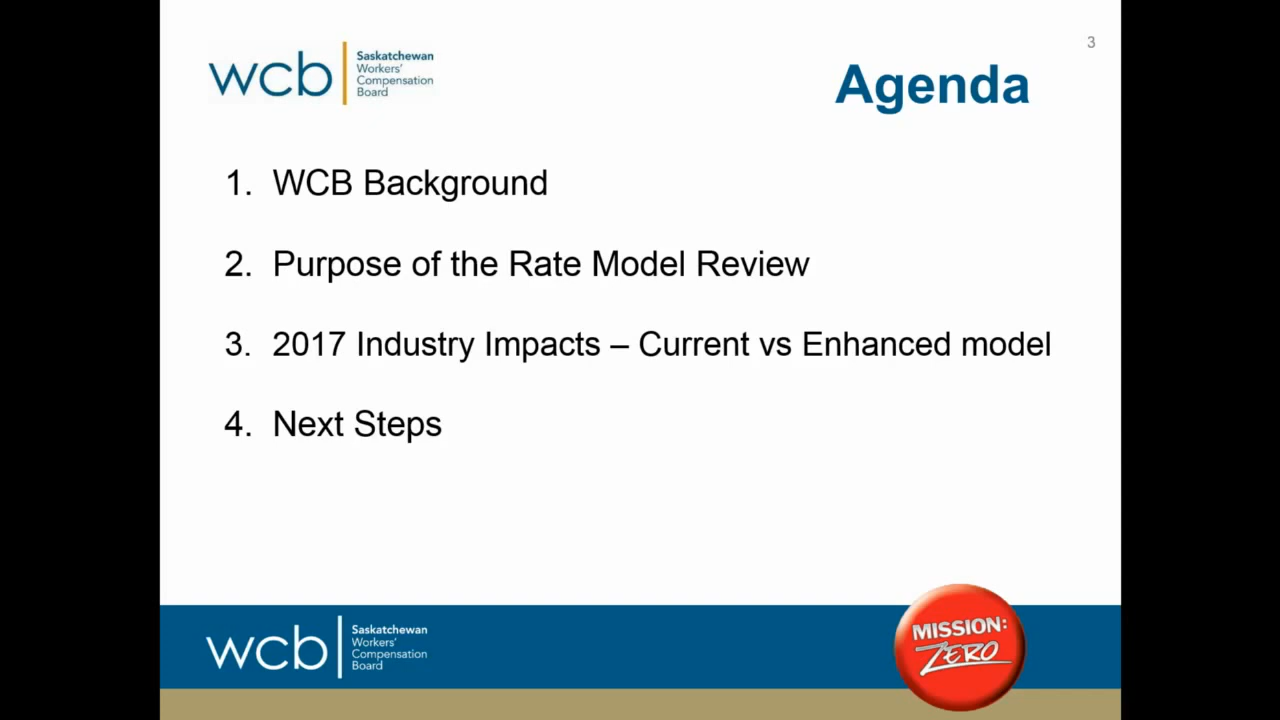 3
wcb
Saskatchewan
Workers'
Compensation
Board
Agenda
1. WCB Background
2. Purpose of the Rate Model Review
3. 2017 Industry Impacts – Current vs Enhanced model
4. Next Steps
wcb
Saskatchewan
Workers'
Compensation
Board
MISSION:
ZERO